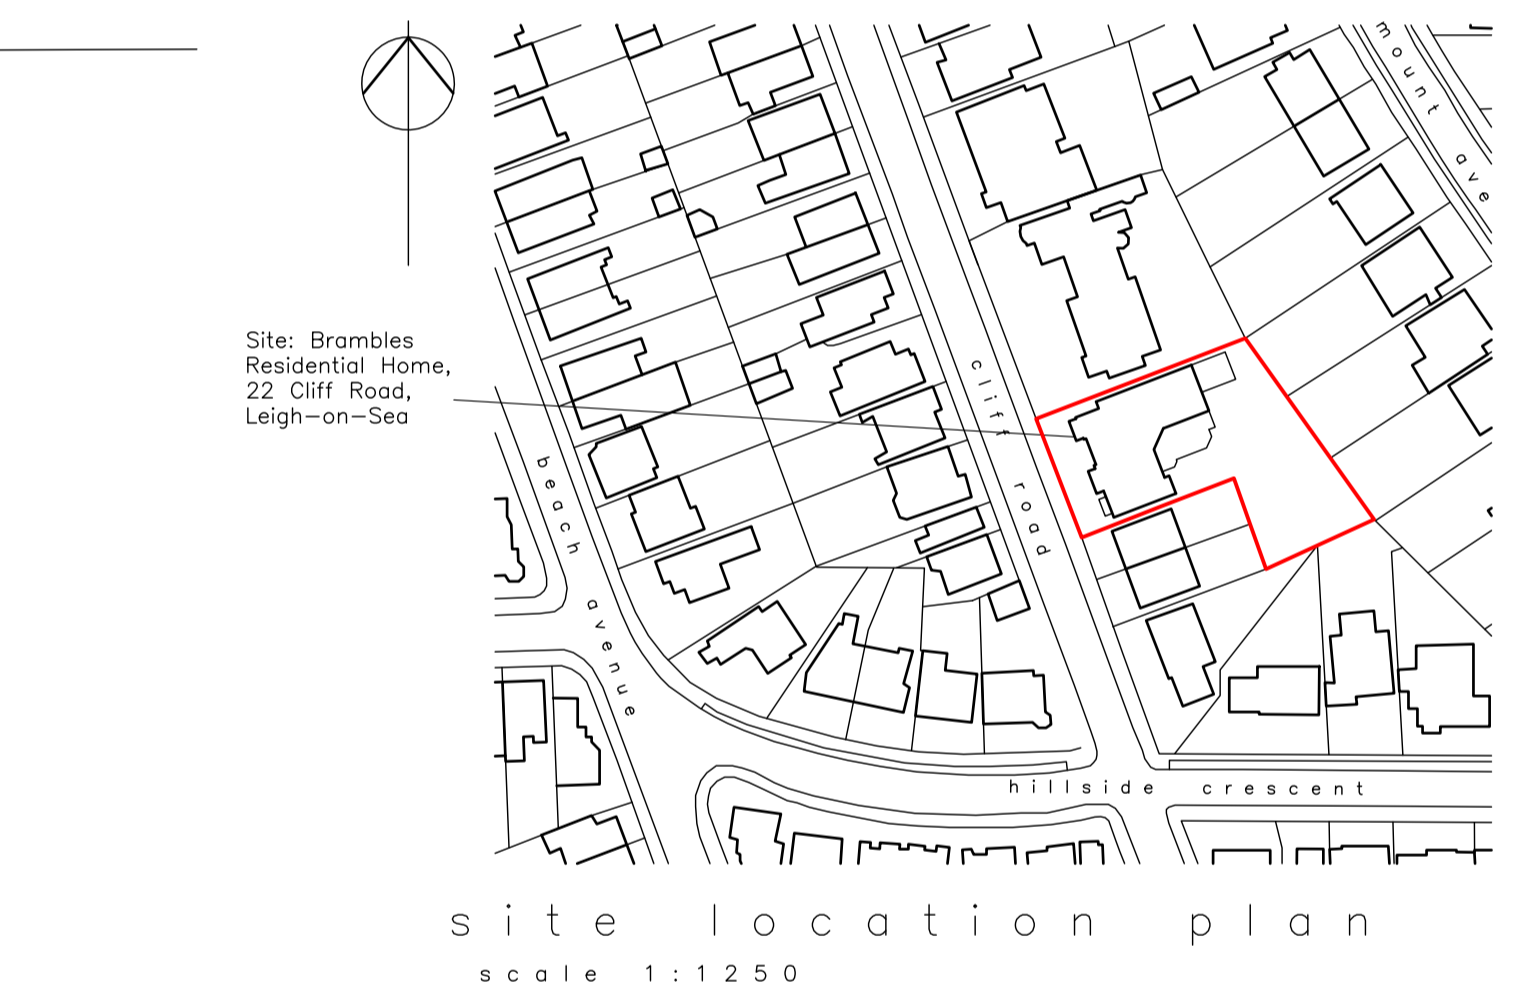 mount ave
Site: Brambles
Residential Home,
22 Cliff Road,
Leigh-on-Sea
cliff road
beach avenue
hillside crescent
site location plan
scale 1:1250